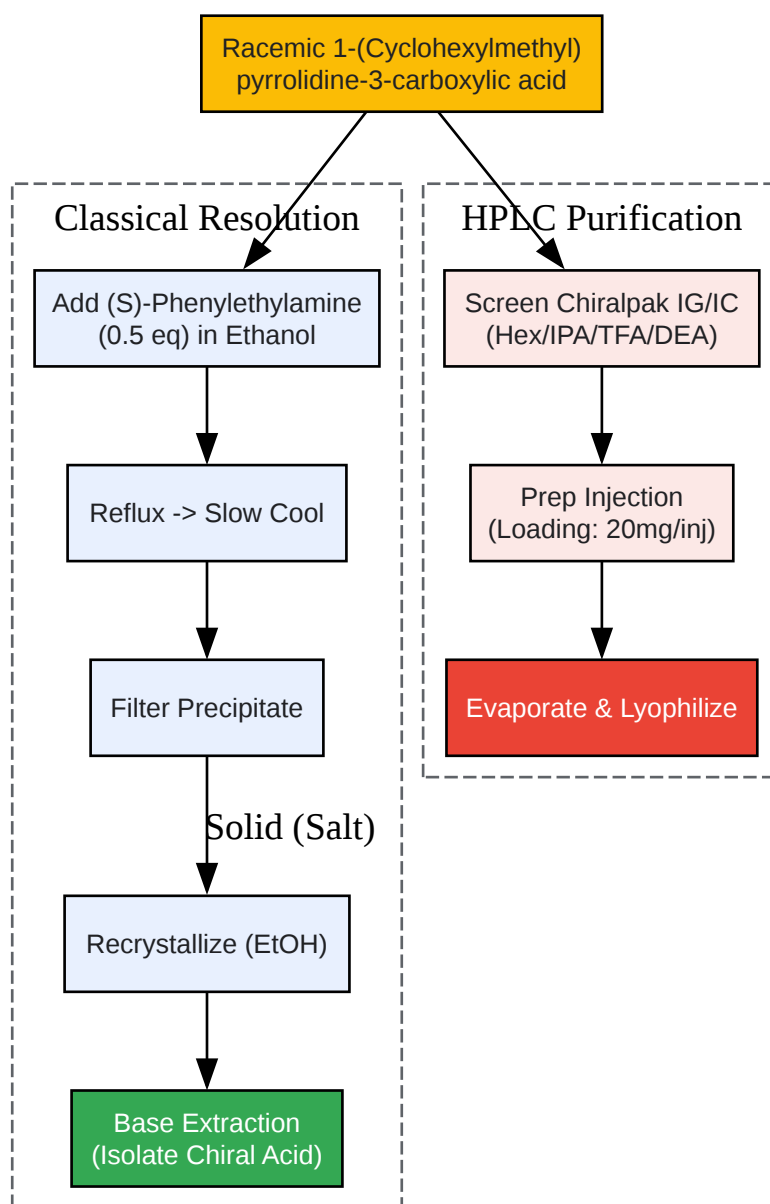 Racemic 1-(Cyclohexylmethyl)
pyrrolidine-3-carboxylic acid
Classical Resolution
Add (S)-Phenylethylamine
(0.5 eq) in Ethanol
Reflux -> Slow Cool
Filter Precipitate
Solid (Salt)
Recrystallize (EtOH)
Base Extraction
(Isolate Chiral Acid)
HPLC Purification
Screen Chiralpak IG/IC
(Hex/IPA/TFA/DEA)
Prep Injection
(Loading: 20mg/inj)
Evaporate & Lyophilize